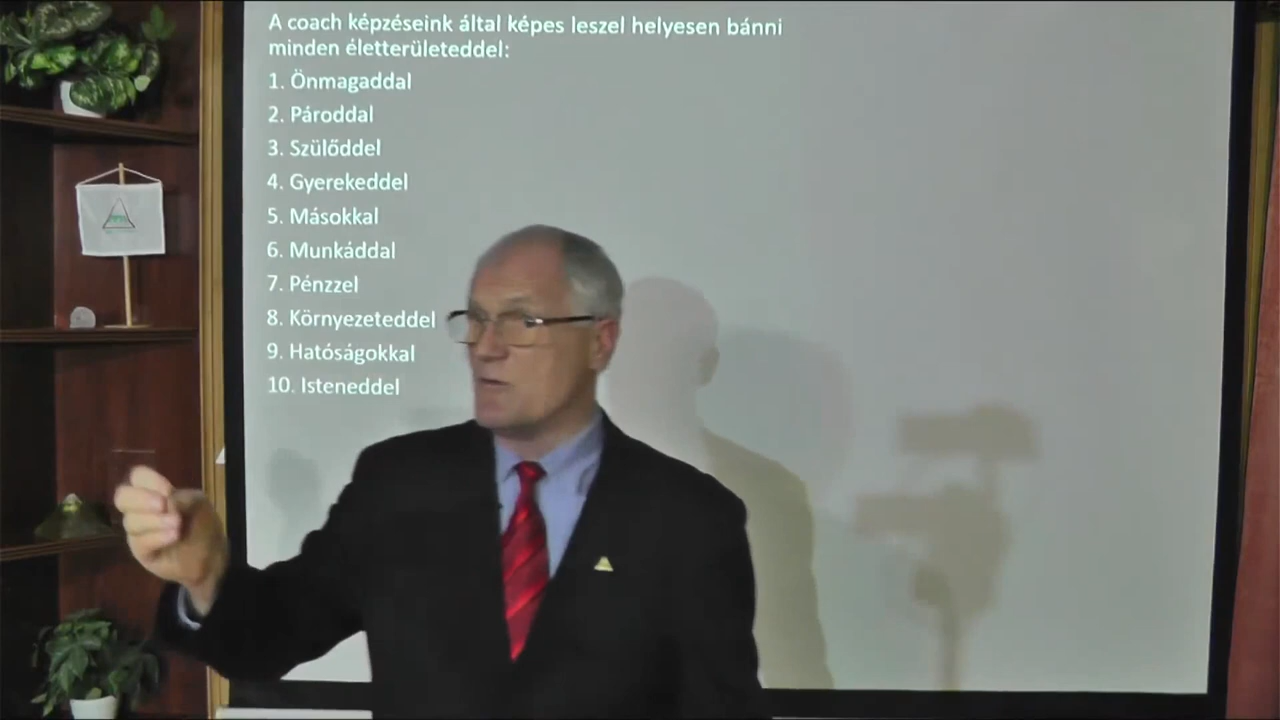 A coach képzéseink által képes leszel helyesen bánni
minden életterületeddel:
1. Önmagaddal
2. Pároddal
3. Szülőddel
4. Gyerekeddel
5. Másokkal
6. Munkáddal
7. Pénzzel
8. Környezeteddel
9. Hatóságokkal
10. Isteneddel